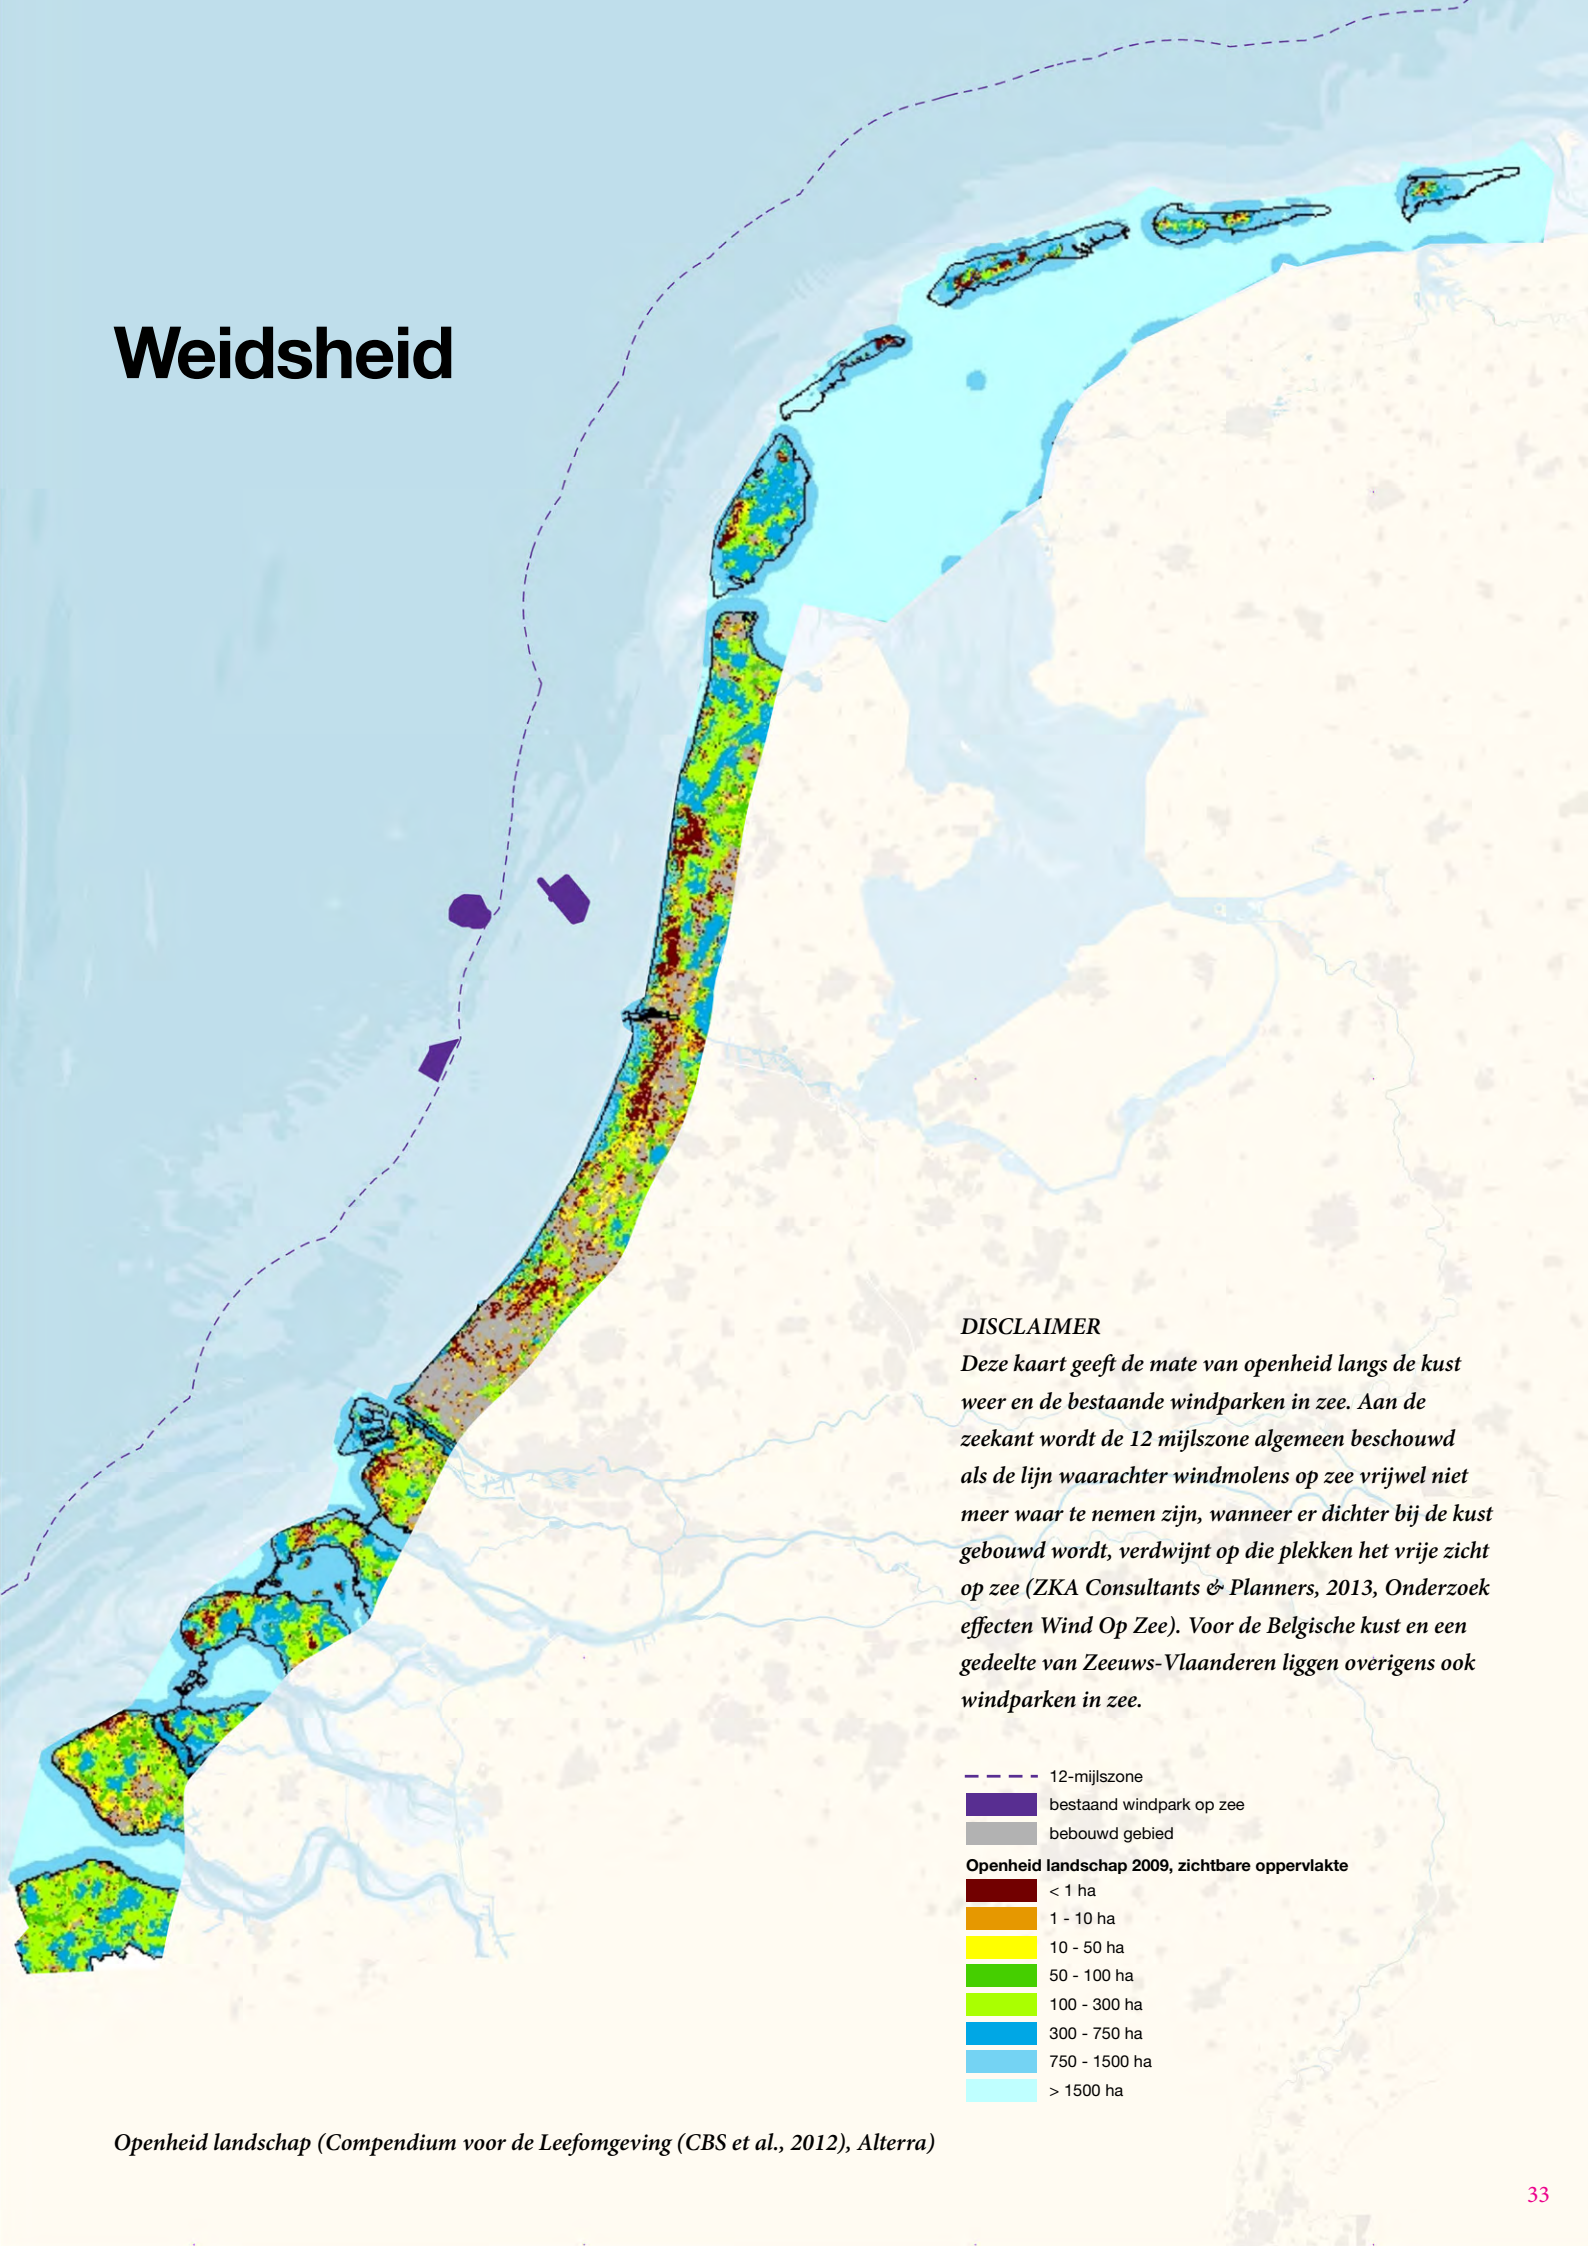 Weidsheid
DISCLAIMER
Deze kaart geeft de mate van openheid langs de kust
weer en de bestaande windparken in zee. Aan de
zeekant wordt de 12 mijlszone algemeen beschouwd
als de lijn waarachter windmolens op zee vrijwel niet
meer waar te nemen zijn, wanneer er dichter bij de kust
gebouwd wordt, verdwijnt op die plekken het vrije zicht
op zee (ZKA Consultants & Planners, 2013, Onderzoek
effecten Wind Op Zee). Voor de Belgische kust en een
gedeelte van Zeeuws-Vlaanderen liggen overigens ook
windparken in zee.
12-mijlszone
bestaand windpark op zee
bebouwd gebied
Openheid landschap 2009, zichtbare oppervlakte
< 1 ha
1 - 10 ha
10 - 50 ha
50 - 100 ha
100 - 300 ha
300 - 750 ha
750 - 1500 ha
> 1500 ha
Openheid landschap (Compendium voor de Leefomgeving (CBS et al., 2012), Alterra)
33